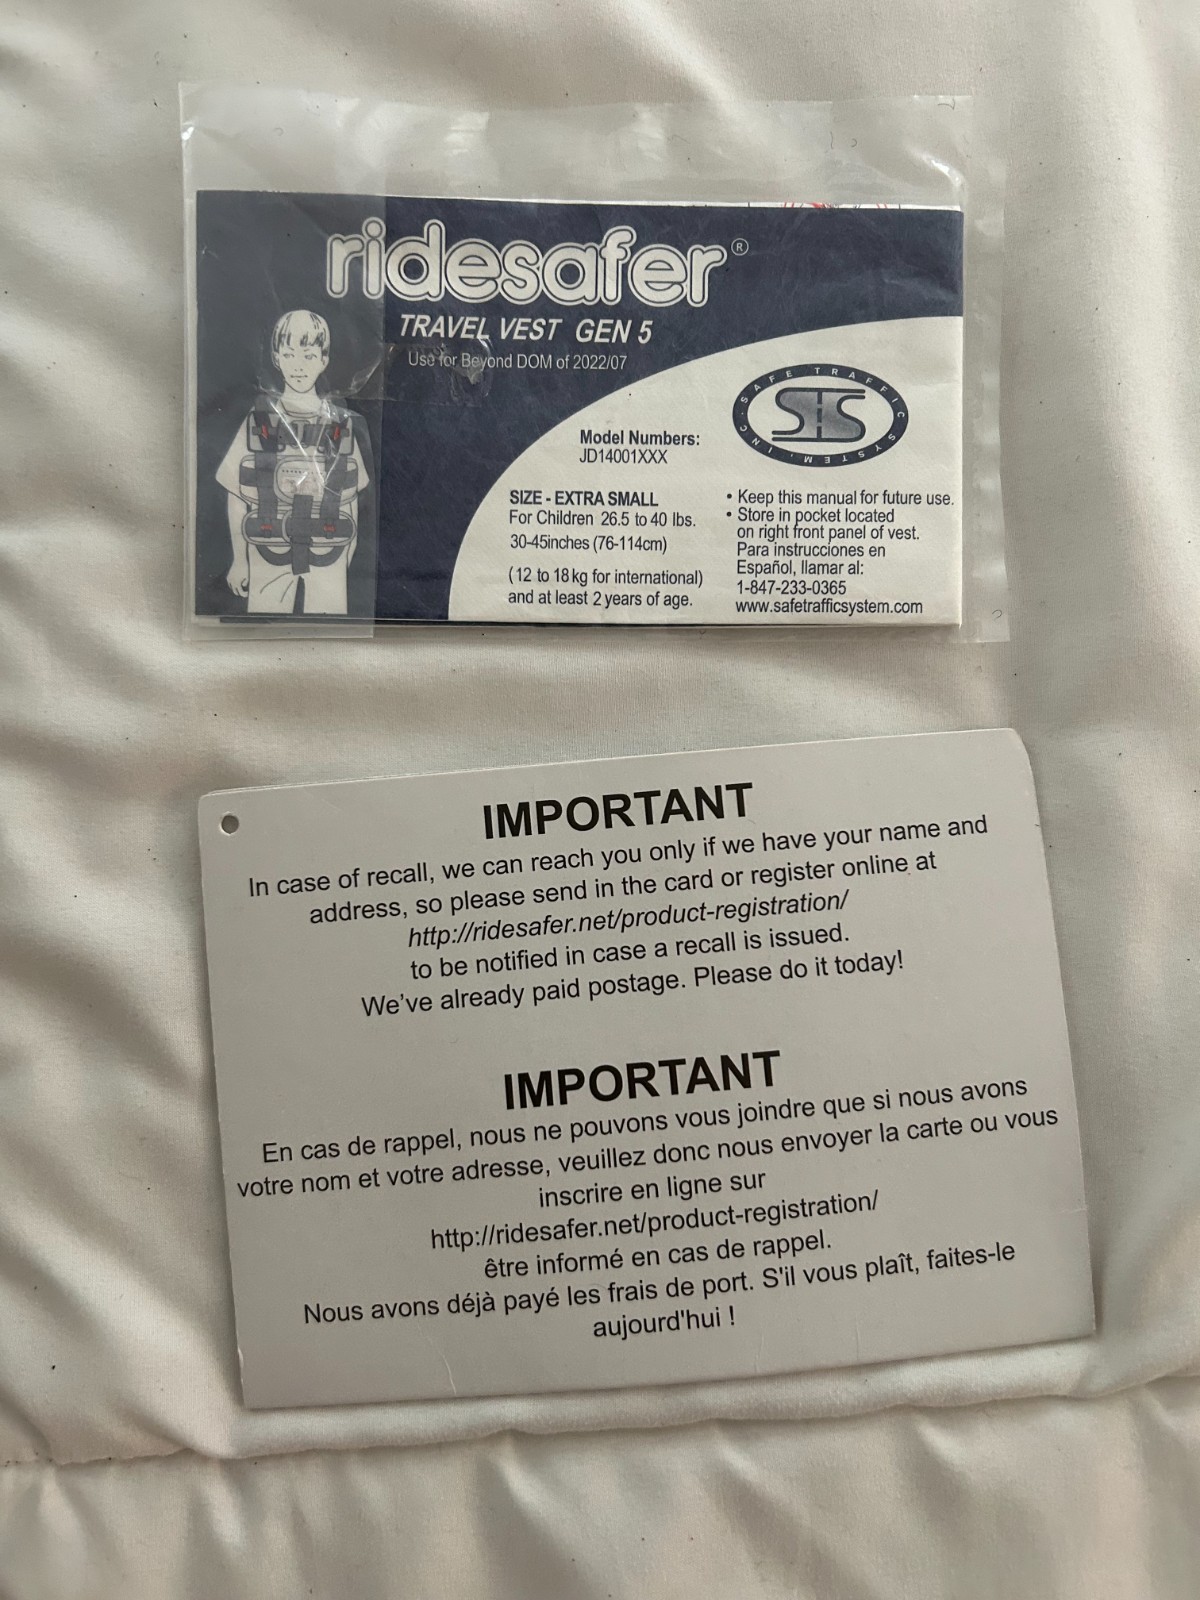 ridesafer®
TRAVEL VEST GEN 5
Use for Beyond DOM of 2022/07
SAFE TRAFFIC SYSTEM, INC.
STS
Model Numbers:
JD14001XXX
SIZE - EXTRA SMALL
For Children 26.5 to 40 lbs.
30-45inches (76-114cm)
(12 to 18kg for international)
and at least 2 years of age.
• Keep this manual for future use.
• Store in pocket located
on right front panel of vest.
Para instrucciones en
Español, llamar al:
1-847-233-0365
www.safetrafficsystem.com
IMPORTANT
In case of recall, we can reach you only if we have your name and
address, so please send in the card or register online at
http://ridesafer.net/product-registration/
to be notified in case a recall is issued.
We've already paid postage. Please do it today!
IMPORTANT
En cas de rappel, nous ne pouvons vous joindre que si nous avons
votre nom et votre adresse, veuillez donc nous envoyer la carte ou vous
inscrire en ligne sur
http://ridesafer.net/product-registration/
être informé en cas de rappel.
Nous avons déjà payé les frais de port. S'il vous plaît, faites-le
aujourd'hui !